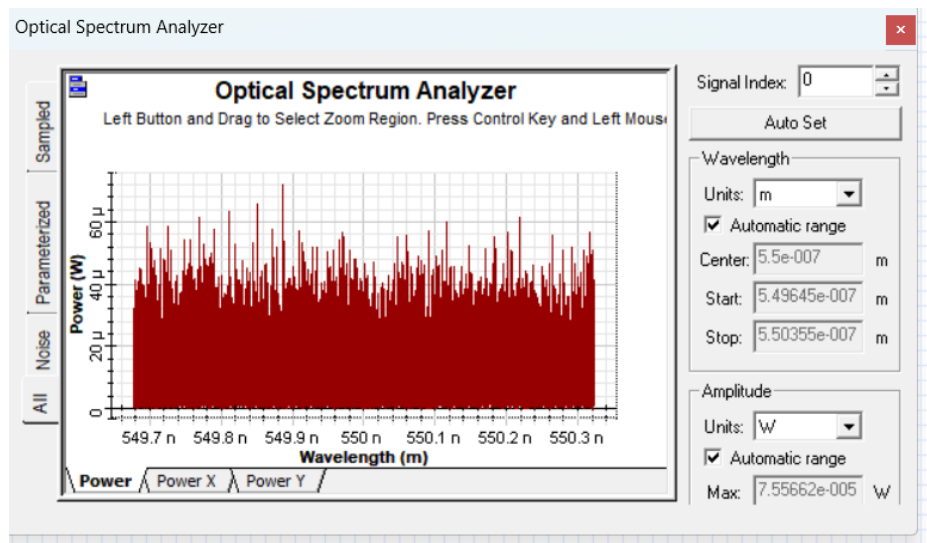 Optical Spectrum Analyzer
Optical Spectrum Analyzer
Left Button and Drag to Select Zoom Region. Press Control Key and Left Mouse
Sampled
Parameterized
Noise
All
Power (W)
60 µ
40 µ
20 µ
0
549.7 n 549.8 n 549.9 n 550 n 550.1 n 550.2 n 550.3 n
Wavelength (m)
Power Power X Power Y
Signal Index: 0
Auto Set
Wavelength
Units: m
Automatic range
Center: 5.5e-007 m
Start: 5.49645e-007 m
Stop: 5.50355e-007 m
Amplitude
Units: W
Automatic range
Max: 7.55662e-005 W